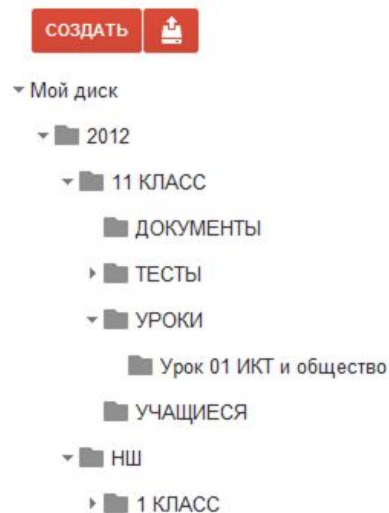 СОЗДАТЬ
Мой диск
2012
11 КЛАСС
ДОКУМЕНТЫ
ТЕСТЫ
УРОКИ
Урок 01 ИКТ и общество
УЧАЩИЕСЯ
НШ
1 КЛАСС